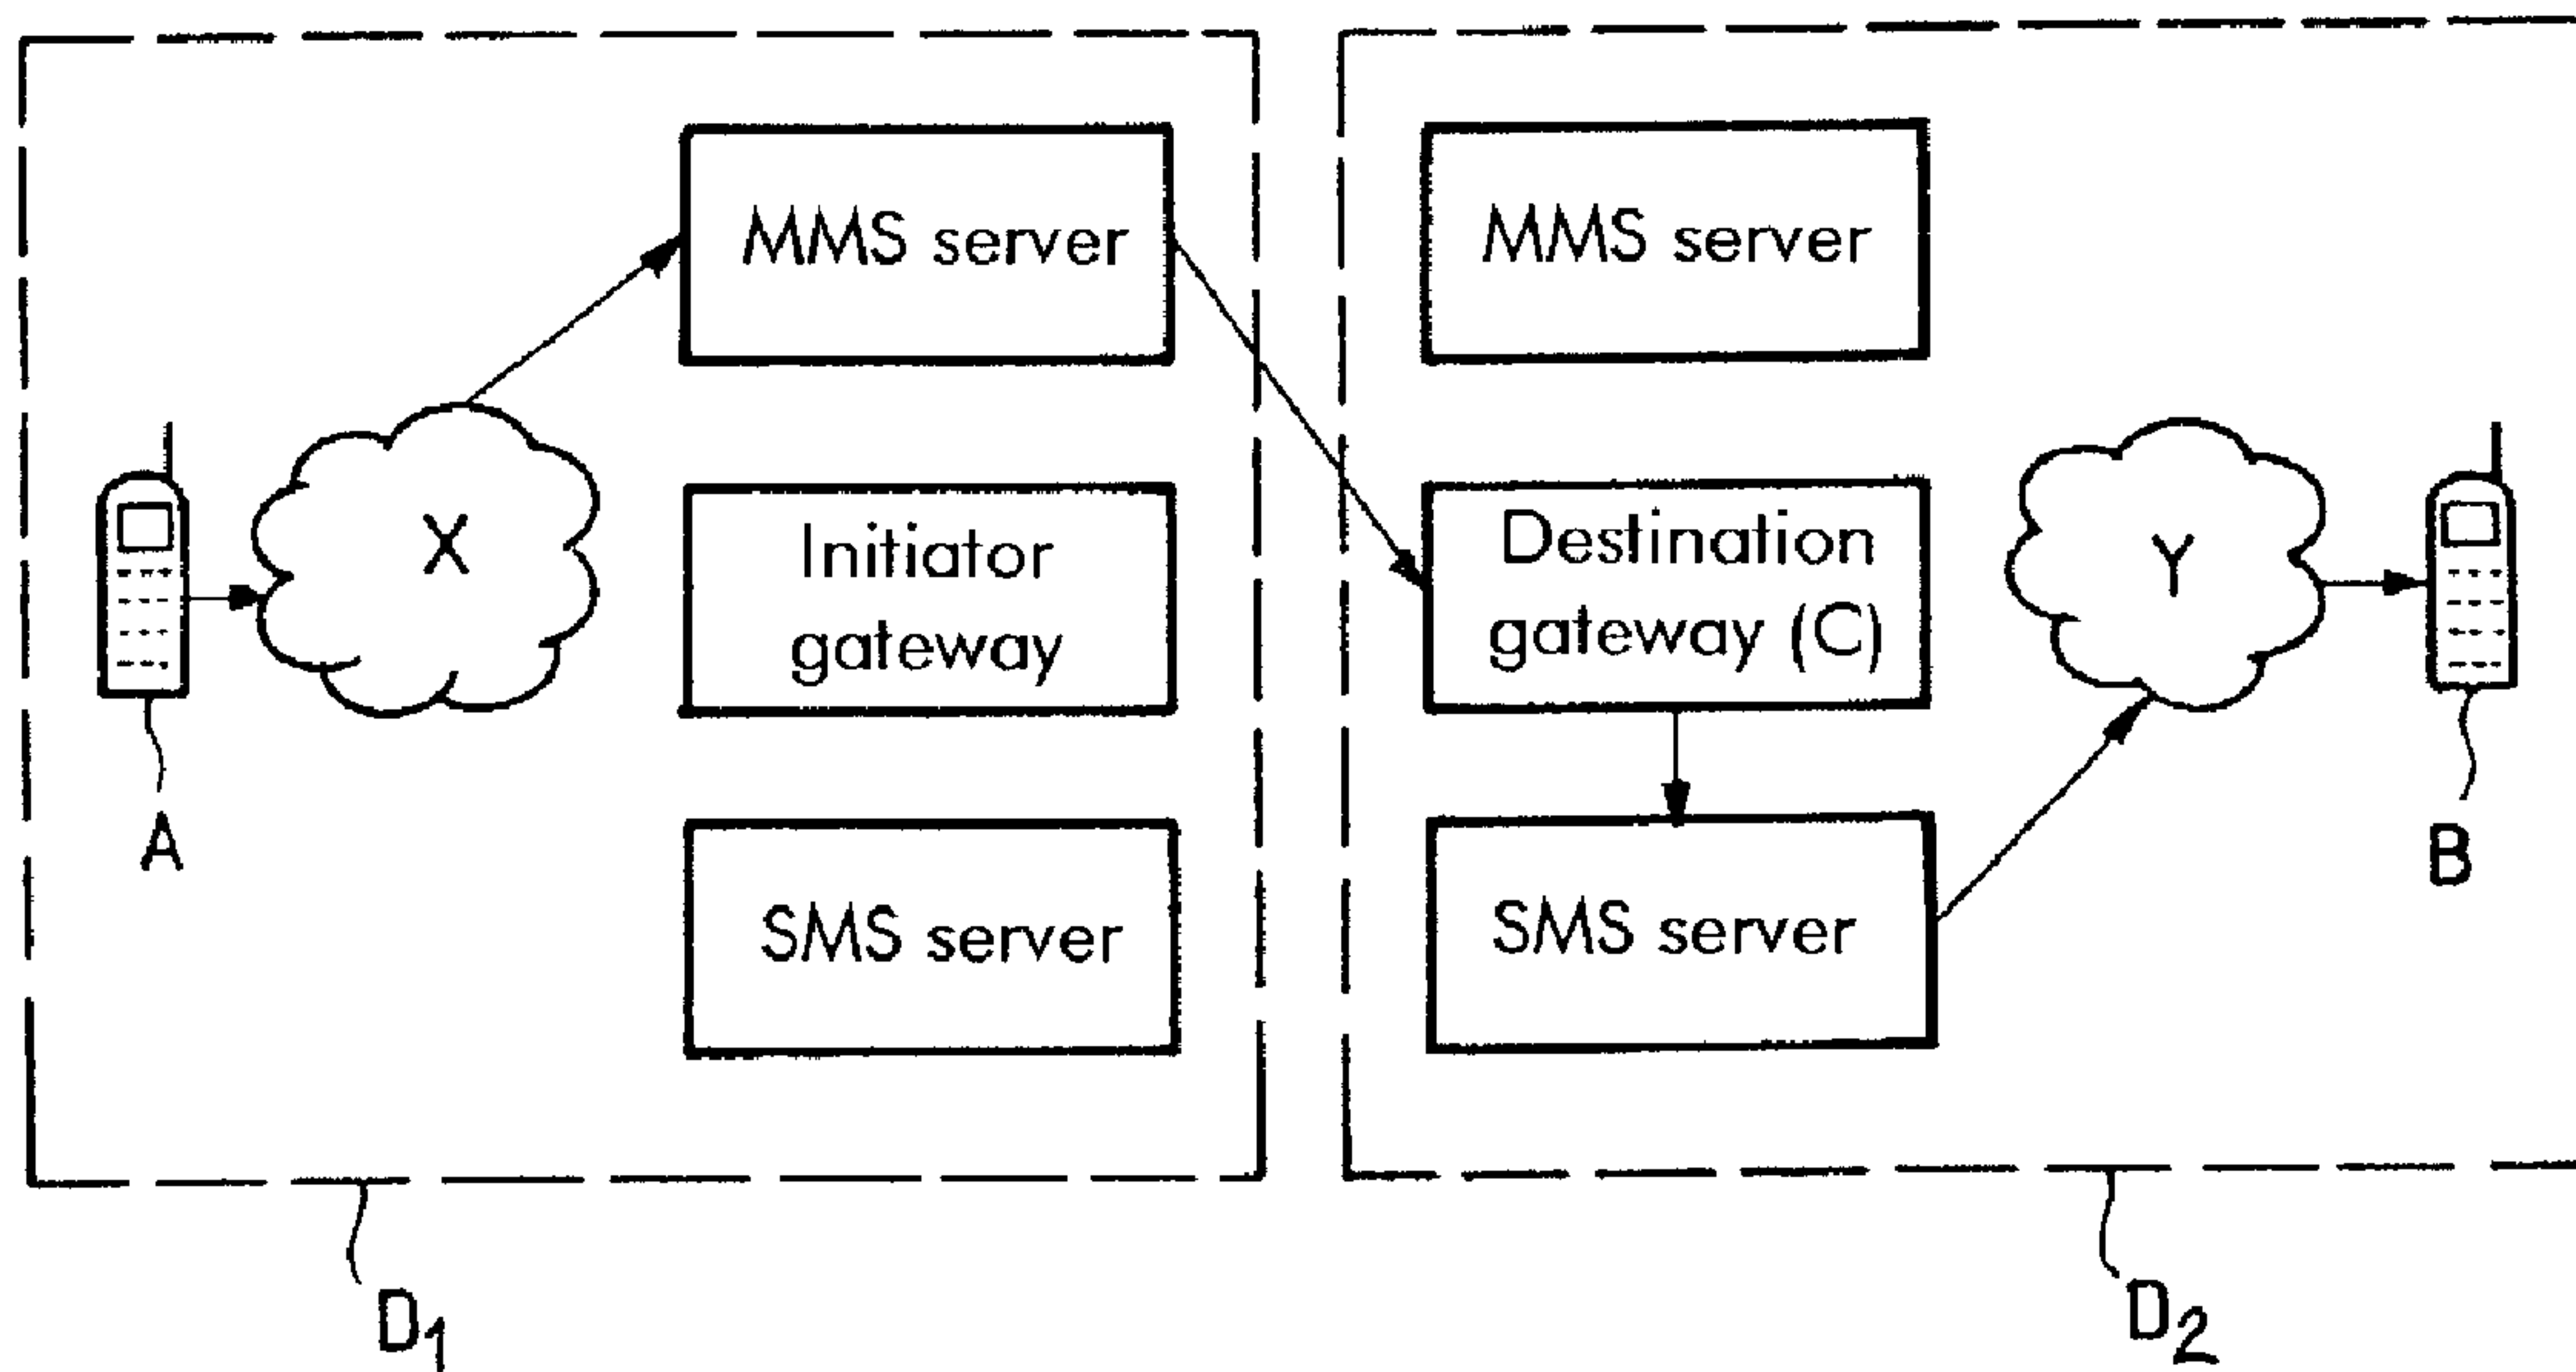 MMS server
MMS server
X
Initiator
gateway
Destination
gateway (C)
Y
A
B
SMS server
SMS server
D1
D2